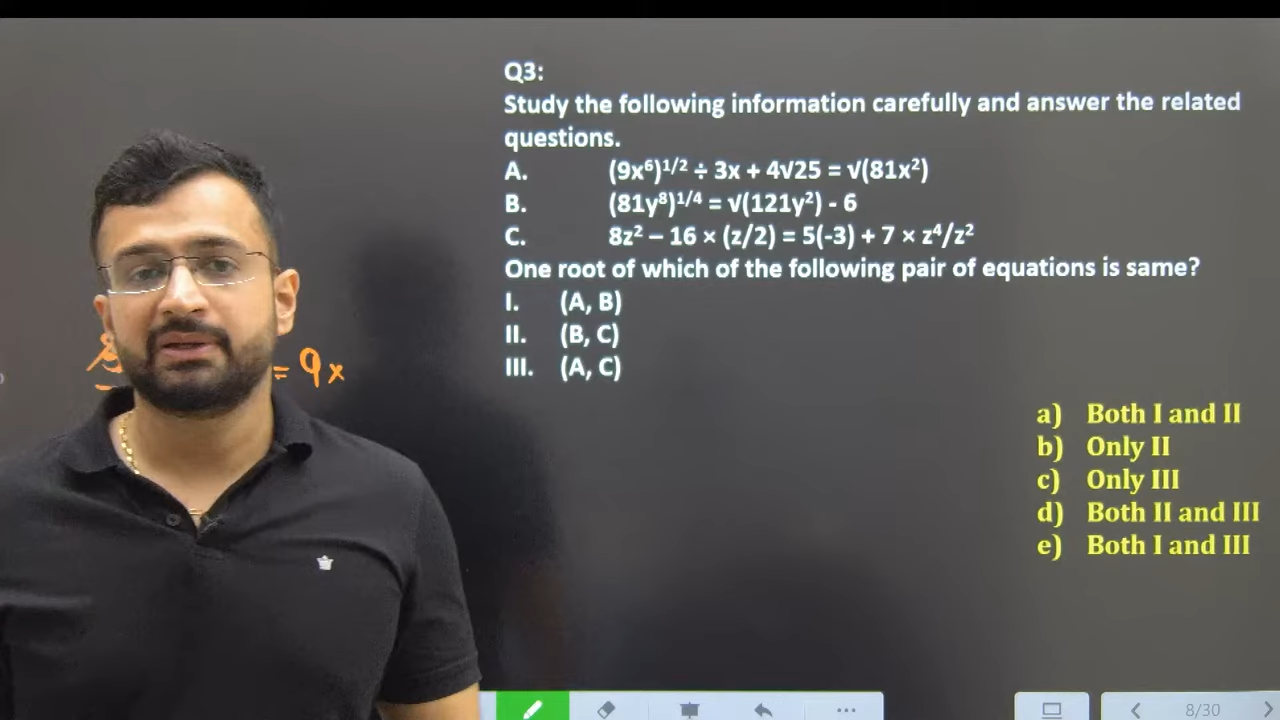 Q3:
Study the following information carefully and answer the related
questions.
A. (9x⁶)¹/² ÷ 3x + 4√25 = √(81x²)
B. (81y⁸)¹/⁴ = √(121y²) - 6
C. 8z² – 16 × (z/2) = 5(-3) + 7 × z⁴/z²
One root of which of the following pair of equations is same?
I. (A, B)
II. (B, C)
III. (A, C)
= 9x
a) Both I and II
b) Only II
c) Only III
d) Both II and III
e) Both I and III
8/30